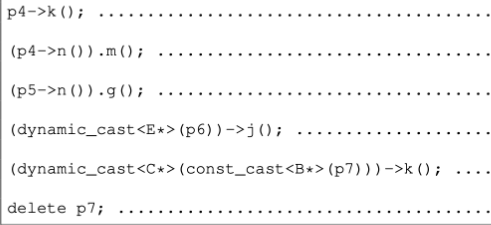 p4->k(); ......................................
(p4->n()).m(); ..................................
(p5->n()).g(); ..................................
(dynamic_cast<E*>(p6))->j(); ....................
(dynamic_cast<C*>(const_cast<B*>(p7)))->k(); ....
delete p7; ......................................